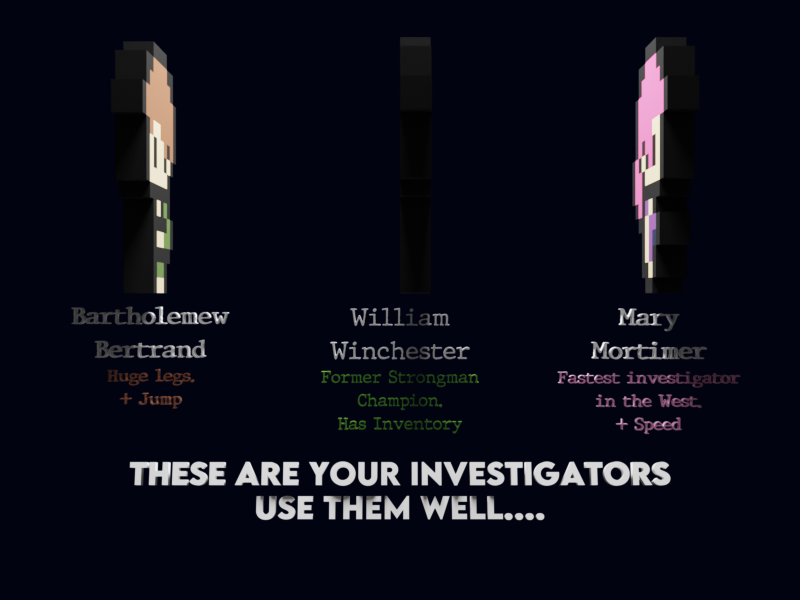 Bartholemew
Bertrand
Huge legs.
+ Jump
William
Winchester
Former Strongman
Champion.
Has Inventory
Mary
Mortimer
Fastest investigator
in the West.
+ Speed
THESE ARE YOUR INVESTIGATORS
USE THEM WELL....